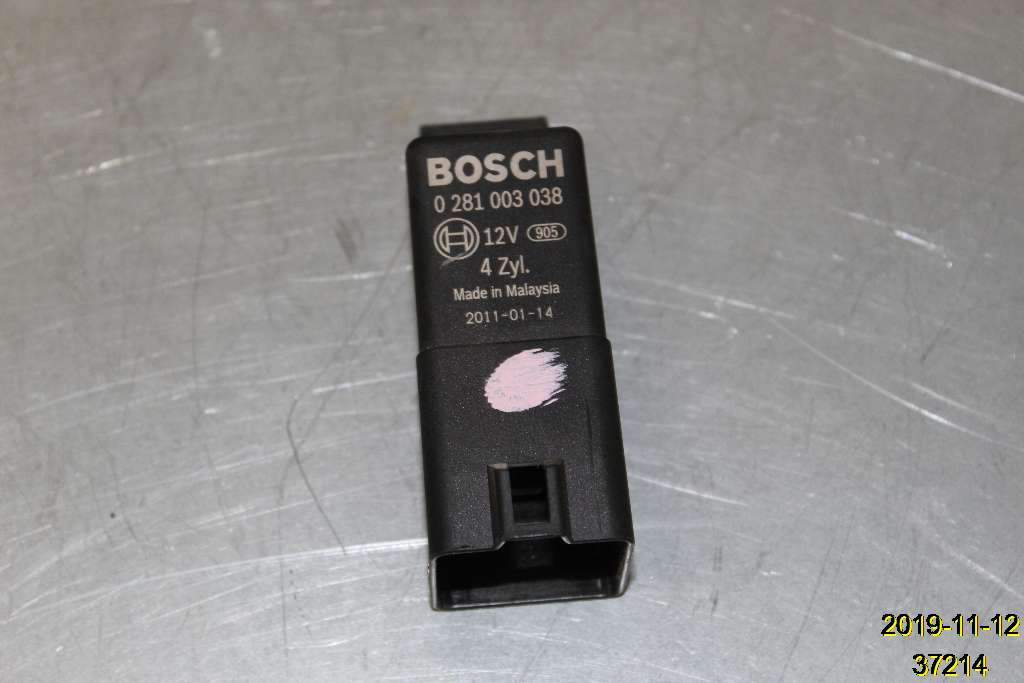 BOSCH
0 281 003 038
12V 905
4 Zyl.
Made in Malaysia
2011-01-14
2019-11-12
37214